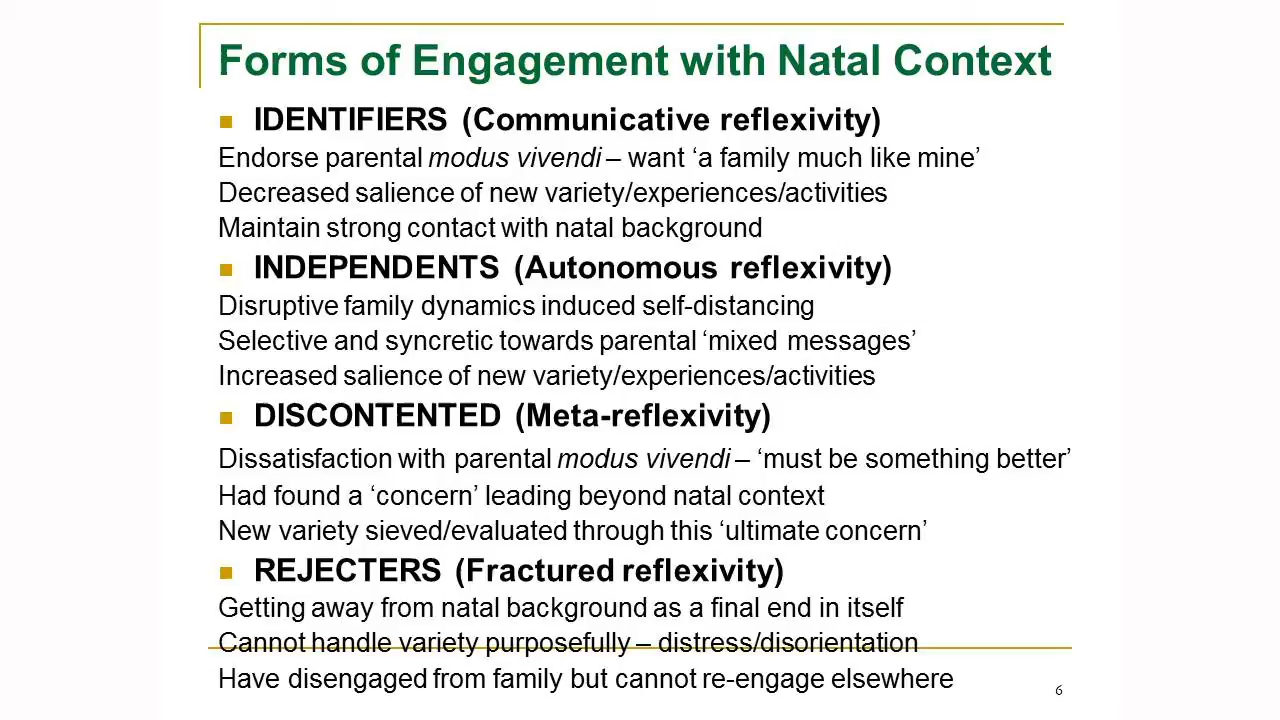 Forms of Engagement with Natal Context
IDENTIFIERS (Communicative reflexivity)
Endorse parental modus vivendi – want ‘a family much like mine’
Decreased salience of new variety/experiences/activities
Maintain strong contact with natal background
INDEPENDENTS (Autonomous reflexivity)
Disruptive family dynamics induced self-distancing
Selective and syncretic towards parental ‘mixed messages’
Increased salience of new variety/experiences/activities
DISCONTENTED (Meta-reflexivity)
Dissatisfaction with parental modus vivendi – ‘must be something better’
Had found a ‘concern’ leading beyond natal context
New variety sieved/evaluated through this ‘ultimate concern’
REJECTERS (Fractured reflexivity)
Getting away from natal background as a final end in itself
Cannot handle variety purposefully – distress/disorientation
Have disengaged from family but cannot re-engage elsewhere
6